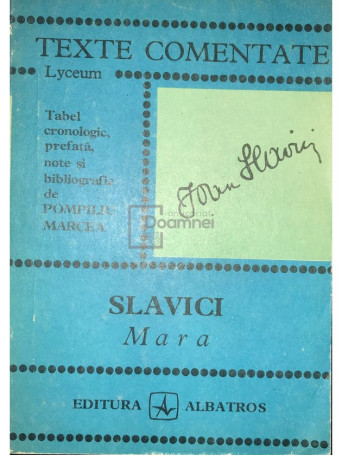 TEXTE COMENTATE
Lyceum
Tabel
cronologic,
prefață,
note și
bibliografie
de
POMPILIU
MARCEA
Ioan Slavici
anticariat
Doamnei
SLAVICI
Mara
EDITURA ALBATROS